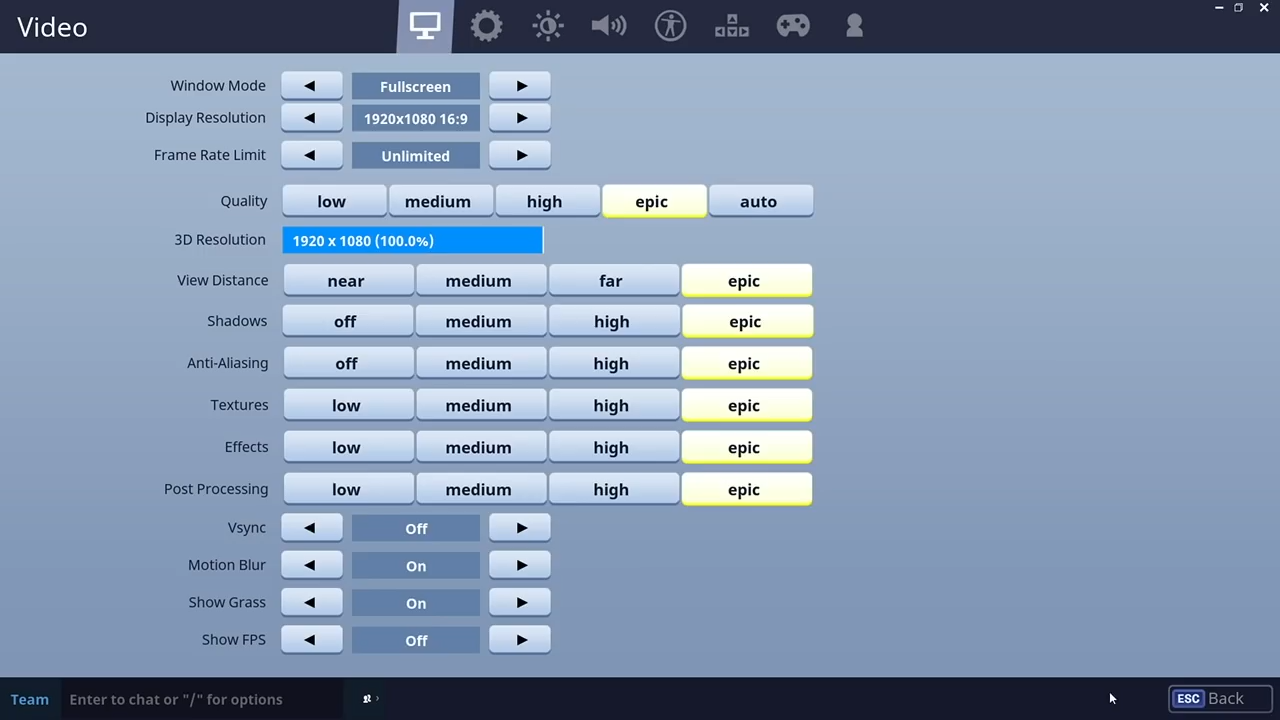 Video
Window Mode Fullscreen
Display Resolution 1920x1080 16:9
Frame Rate Limit Unlimited
Quality low medium high epic auto
3D Resolution 1920 x 1080 (100.0%)
View Distance near medium far epic
Shadows off medium high epic
Anti-Aliasing off medium high epic
Textures low medium high epic
Effects low medium high epic
Post Processing low medium high epic
Vsync Off
Motion Blur On
Show Grass On
Show FPS Off
Team Enter to chat or "/" for options ESC Back